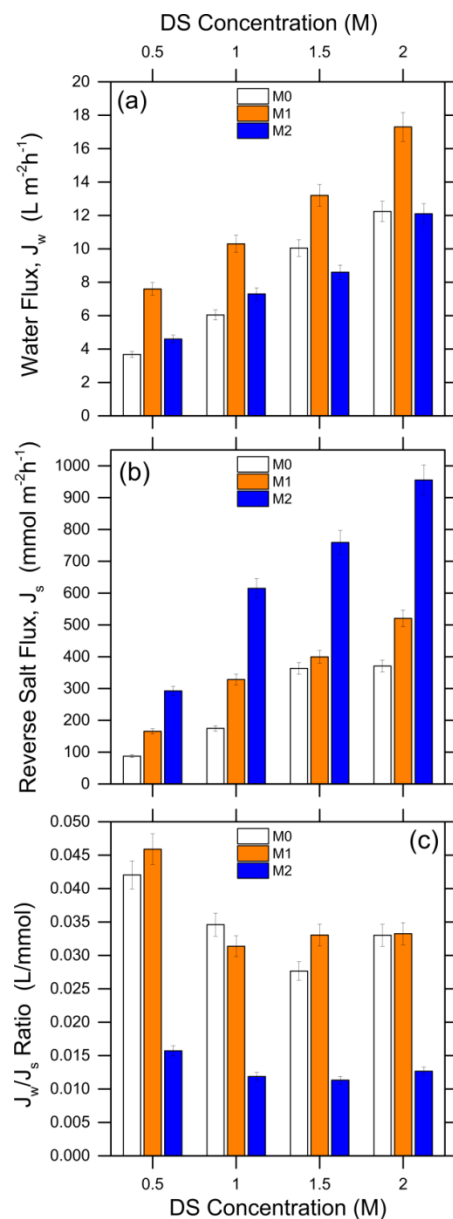 DS Concentration (M)
0.5 1 1.5 2
(a)
M0
M1
M2
20
18
16
14
12
10
8
6
4
2
0
Water Flux, J_w (L m⁻²h⁻¹)
(b)
M0
M1
M2
1000
900
800
700
600
500
400
300
200
100
0
Reverse Salt Flux, J_s (mmol m⁻²h⁻¹)
(c)
M0
M1
M2
0.050
0.045
0.040
0.035
0.030
0.025
0.020
0.015
0.010
0.005
0.000
J_w/J_s Ratio (L/mmol)
0.5 1 1.5 2
DS Concentration (M)